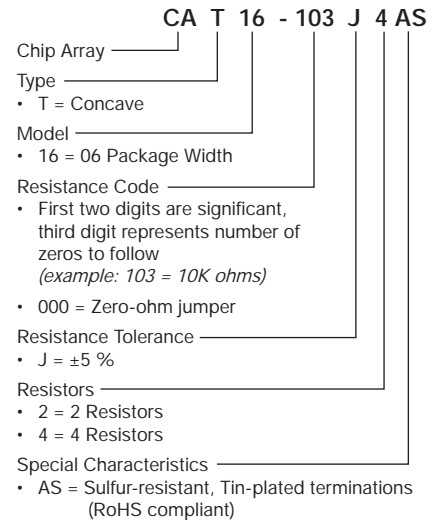 CA T 16 - 103 J 4 AS
Chip Array
Type
• T = Concave
Model
• 16 = 06 Package Width
Resistance Code
• First two digits are significant,
third digit represents number of
zeros to follow
(example: 103 = 10K ohms)
• 000 = Zero-ohm jumper
Resistance Tolerance
• J = ±5 %
Resistors
• 2 = 2 Resistors
• 4 = 4 Resistors
Special Characteristics
• AS = Sulfur-resistant, Tin-plated terminations
(RoHS compliant)